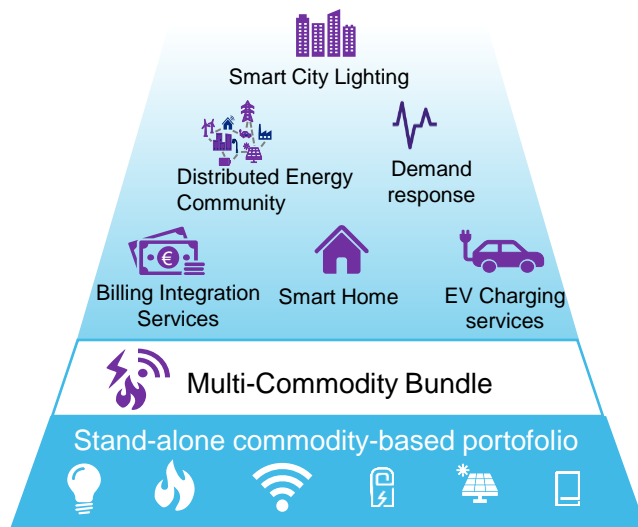 Smart City Lighting
Distributed Energy
Community
Demand
response
€
Billing Integration
Services
Smart Home
EV Charging
services
Multi-Commodity Bundle
Stand-alone commodity-based portofolio